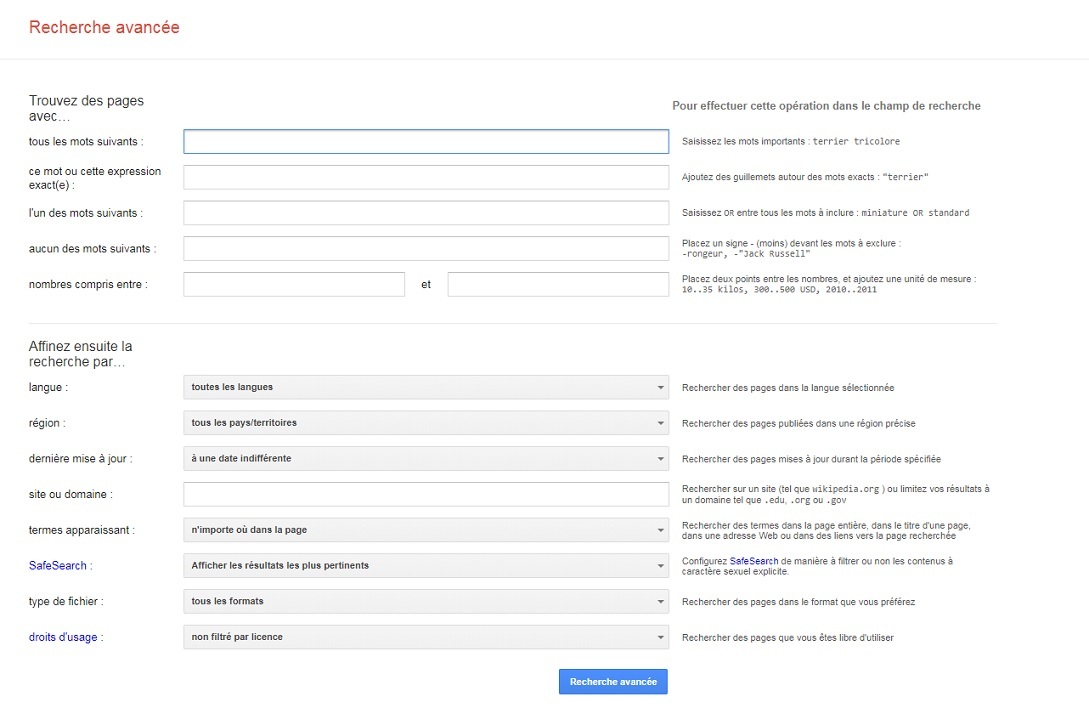 Recherche avancée
Trouvez des pages
avec…
Pour effectuer cette opération dans le champ de recherche
tous les mots suivants :
Saisissez les mots importants : terrier tricolore
ce mot ou cette expression
exact(e) :
Ajoutez des guillemets autour des mots exacts : "terrier"
l'un des mots suivants :
Saisissez OR entre tous les mots à inclure : miniature OR standard
aucun des mots suivants :
Placez un signe - (moins) devant les mots à exclure :
-rongeur, -"Jack Russell"
nombres compris entre :
et
Placez deux points entre les nombres, et ajoutez une unité de mesure :
10..35 kilos, 300..500 USD, 2010..2011
Affinez ensuite la
recherche par…
langue :
toutes les langues
Rechercher des pages dans la langue sélectionnée
région :
tous les pays/territoires
Rechercher des pages publiées dans une région précise
dernière mise à jour :
à une date indifférente
Rechercher des pages mises à jour durant la période spécifiée
site ou domaine :
Rechercher sur un site (tel que wikipedia.org ) ou limitez vos résultats à
un domaine tel que .edu, .org ou .gov
termes apparaissant :
n'importe où dans la page
Rechercher des termes dans la page entière, dans le titre d'une page,
dans une adresse Web ou dans des liens vers la page recherchée
SafeSearch :
Afficher les résultats les plus pertinents
Configurez SafeSearch de manière à filtrer ou non les contenus à
caractère sexuel explicite.
type de fichier :
tous les formats
Rechercher des pages dans le format que vous préférez
droits d'usage :
non filtré par licence
Rechercher des pages que vous êtes libre d'utiliser
Recherche avancée